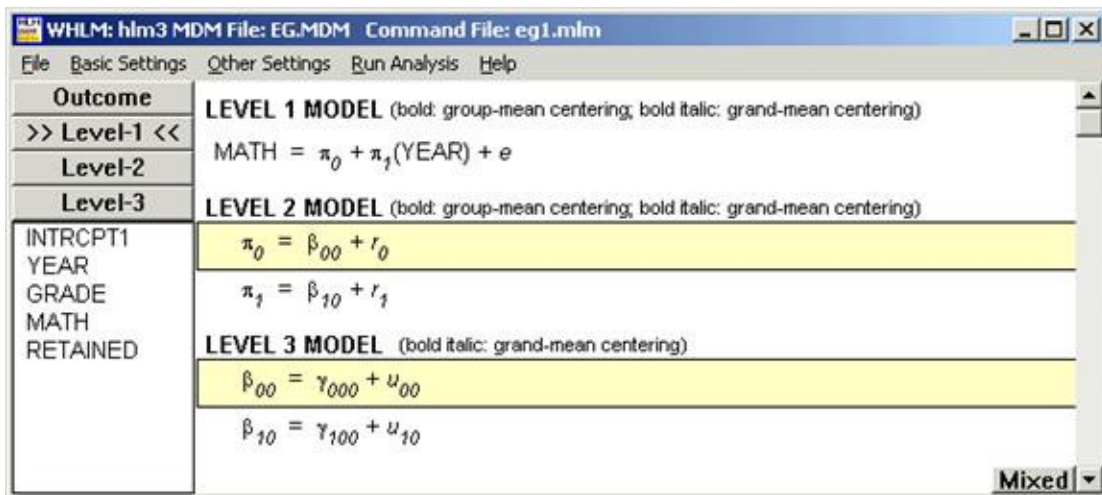 WHLM: hlm3 MDM File: EG.MDM Command File: eg1.mlm
File Basic Settings Other Settings Run Analysis Help
Outcome
>> Level-1 <<
Level-2
Level-3
INTRCPT1
YEAR
GRADE
MATH
RETAINED
LEVEL 1 MODEL (bold: group-mean centering; bold italic: grand-mean centering)
MATH = π₀ + π₁(YEAR) + e
LEVEL 2 MODEL (bold: group-mean centering; bold italic: grand-mean centering)
π₀ = β₀₀ + r₀
π₁ = β₁₀ + r₁
LEVEL 3 MODEL (bold italic: grand-mean centering)
β₀₀ = γ₀₀₀ + u₀₀
β₁₀ = γ₁₀₀ + u₁₀
Mixed